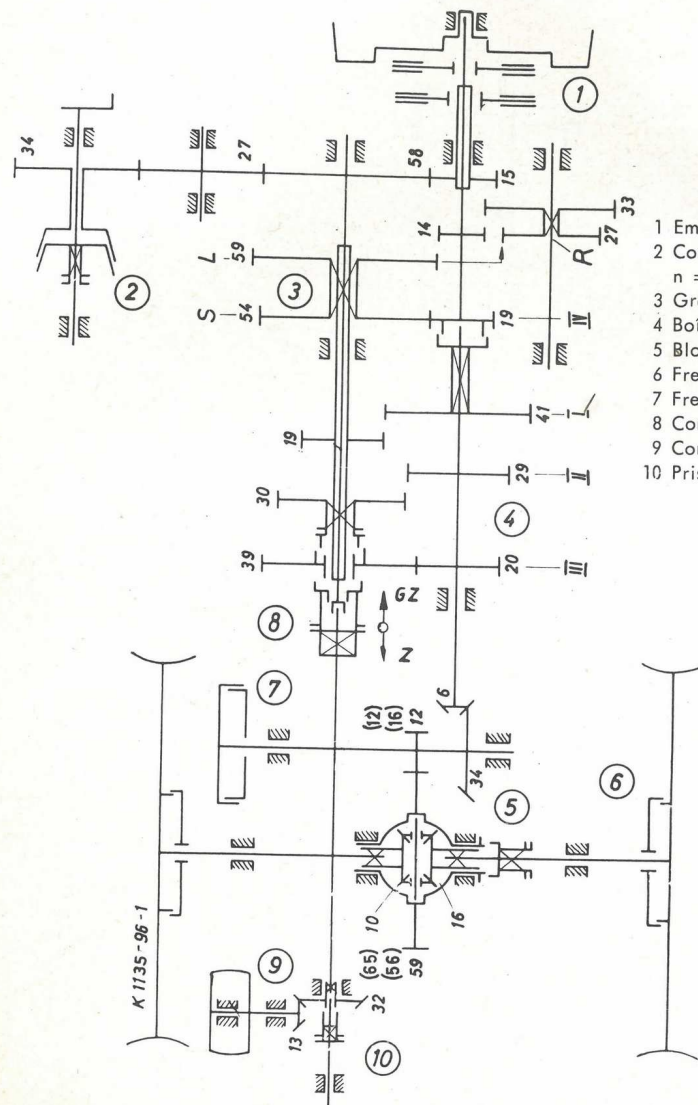 1
34
27
58
15
33
14
27
R
L 59
3
2
S 54
19 IV
41 I
19
29 II
30
4
39
20 III
GZ
8
Z
7
6
(12) (16) 12
34
6
5
10
16
K 1135-96-1
(65) (56) 59
9
32
13
10
1 Em
2 Co
n =
3 Gr
4 Boî
5 Blo
6 Fre
7 Fre
8 Co
9 Co
10 Pris